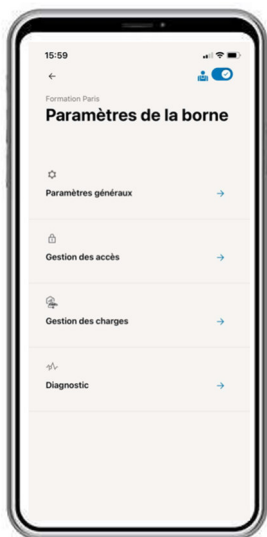 15:59
Formation Paris
Paramètres de la borne
Paramètres généraux
Gestion des accès
Gestion des charges
Diagnostic